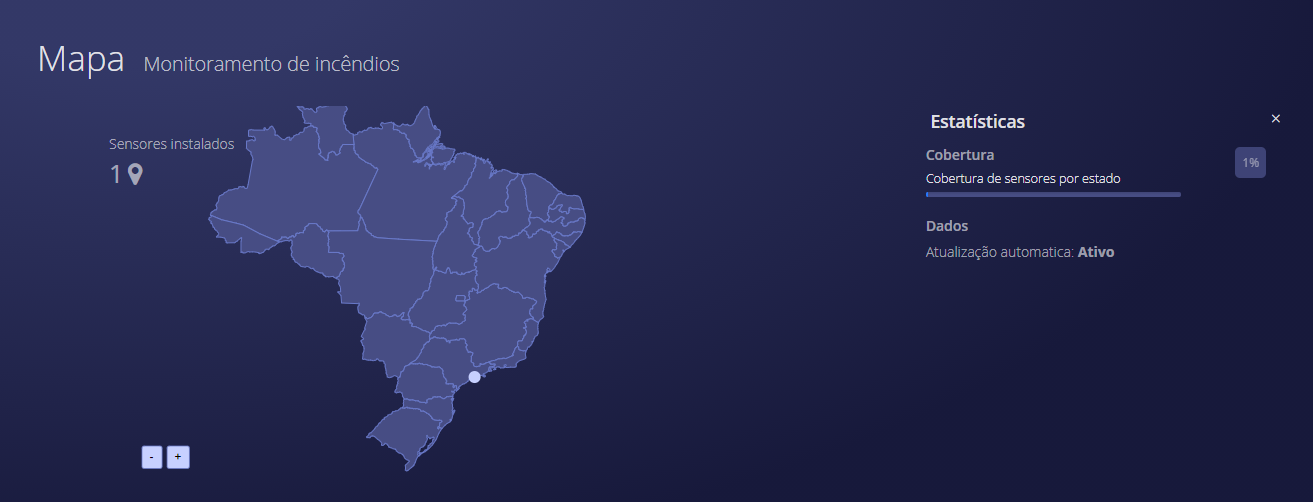 Mapa Monitoramento de incêndios
Sensores instalados
1
Estatísticas ×
Cobertura
1%
Cobertura de sensores por estado
Dados
Atualização automatica: Ativo
- +